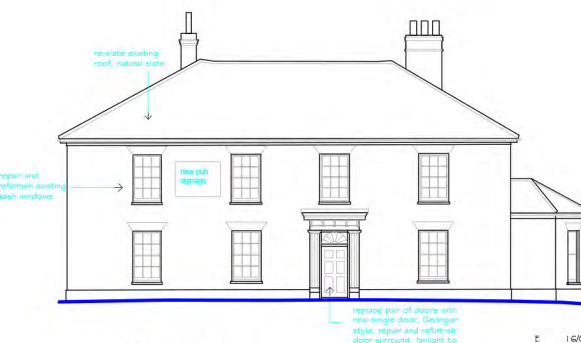 re-slate existing
roof, natural slate
new pub
signage
repair and
refurbish existing
sash windows
replace pair of doors with
new single door, Georgian
style. repair and refurbish
door surround. fanlight to
E